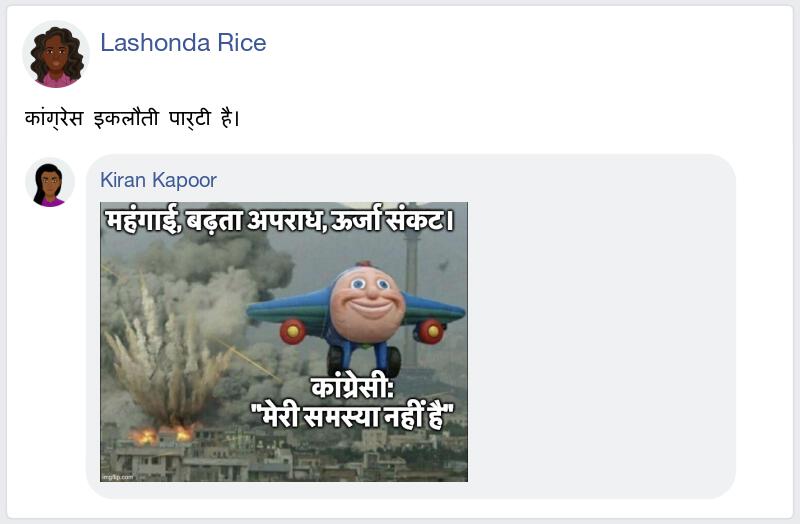 Lashonda Rice
कांग्रेस इकलौती पार्टी है।
Kiran Kapoor
महंगाई, बढ़ता अपराध, ऊर्जा संकट।
कांग्रेसी:
"मेरी समस्या नहीं है"
imgflip.com